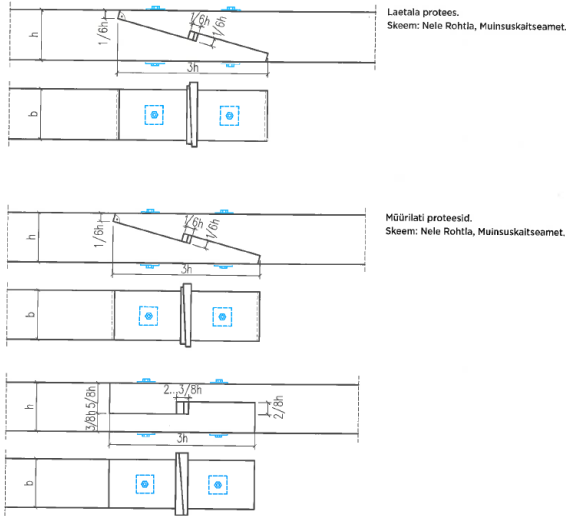 Laetala protees.
Skeem: Nele Rohtla, Muinsuskaitseamet.
1/6h
1/6h
1/6h
h
3h
b
Müürilati proteesid.
Skeem: Nele Rohtla, Muinsuskaitseamet.
1/6h
1/6h
1/6h
h
3h
b
2...3/8h
5/8h
3/8h
h
2/8h
3h
b